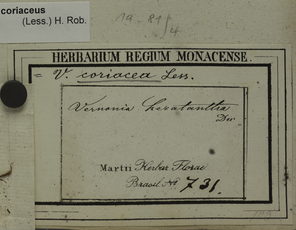 coriaceus
(Less.) H. Rob.
HERBARIUM REGIUM MONACENSE.
= V. coriacea Less.
Vernonia
Martii Herbar. Florae
Brasil. No 731.